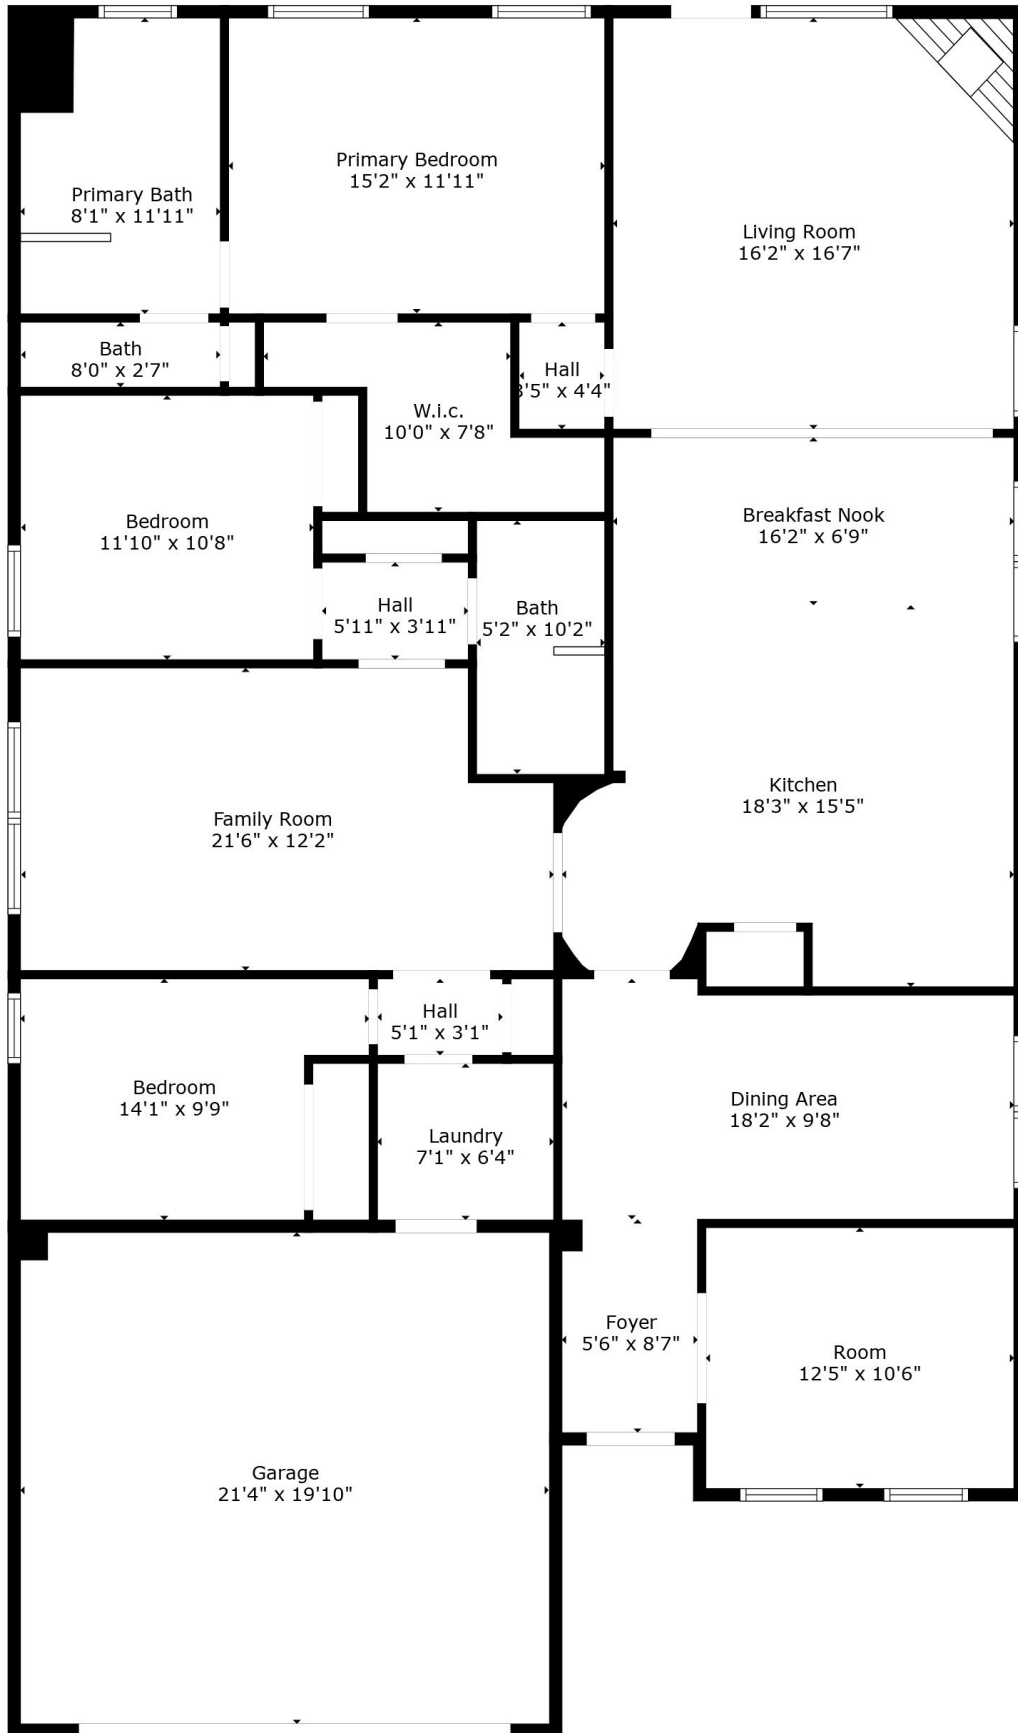 Primary Bedroom
15'2" x 11'11"
Primary Bath
8'1" x 11'11"
Living Room
16'2" x 16'7"
Bath
8'0" x 2'7"
Hall
3'5" x 4'4"
W.i.c.
10'0" x 7'8"
Bedroom
11'10" x 10'8"
Breakfast Nook
16'2" x 6'9"
Hall
5'11" x 3'11"
Bath
5'2" x 10'2"
Kitchen
18'3" x 15'5"
Family Room
21'6" x 12'2"
Hall
5'1" x 3'1"
Bedroom
14'1" x 9'9"
Dining Area
18'2" x 9'8"
Laundry
7'1" x 6'4"
Foyer
5'6" x 8'7"
Room
12'5" x 10'6"
Garage
21'4" x 19'10"